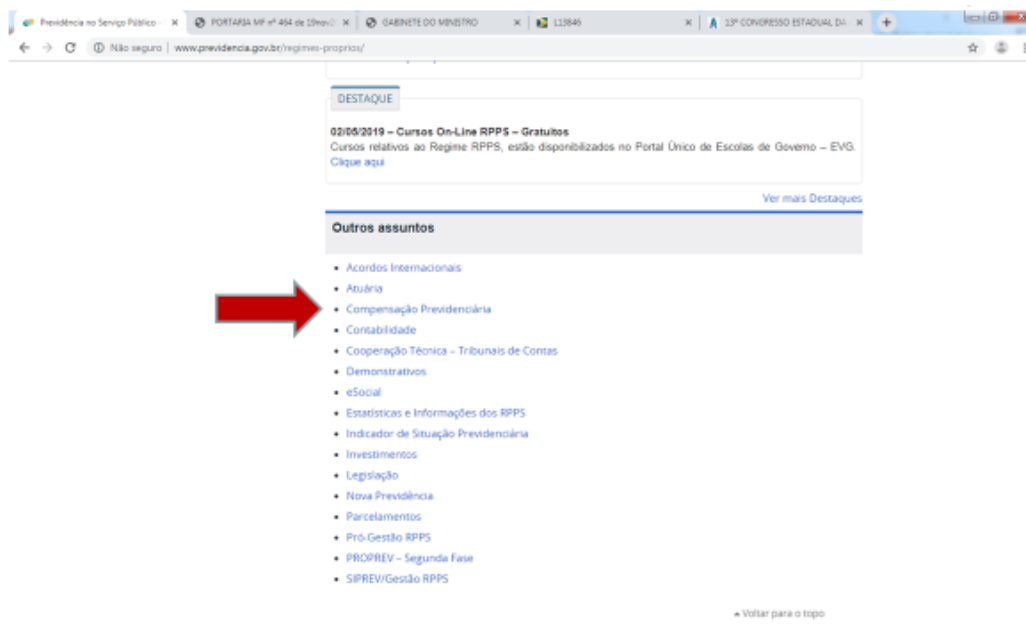 Previdência no Serviço Público -
PORTARIA MF nº 464 de 19nov2
GABINETE DO MINISTRO
L13846
13º CONGRESSO ESTADUAL DA
Não seguro | www.previdencia.gov.br/regimes-proprios/
DESTAQUE
02/05/2019 – Cursos On-Line RPPS – Gratuitos
Cursos relativos ao Regime RPPS, estão disponibilizados no Portal Único de Escolas de Governo – EVG.
Clique aqui
Ver mais Destaques
Outros assuntos
Acordos Internacionais
Atuária
Compensação Previdenciária
Contabilidade
Cooperação Técnica – Tribunais de Contas
Demonstrativos
eSocial
Estatísticas e Informações dos RPPS
Indicador de Situação Previdenciária
Investimentos
Legislação
Nova Previdência
Parcelamentos
Pró-Gestão RPPS
PROPREV – Segunda Fase
SIPREV/Gestão RPPS
Voltar para o topo